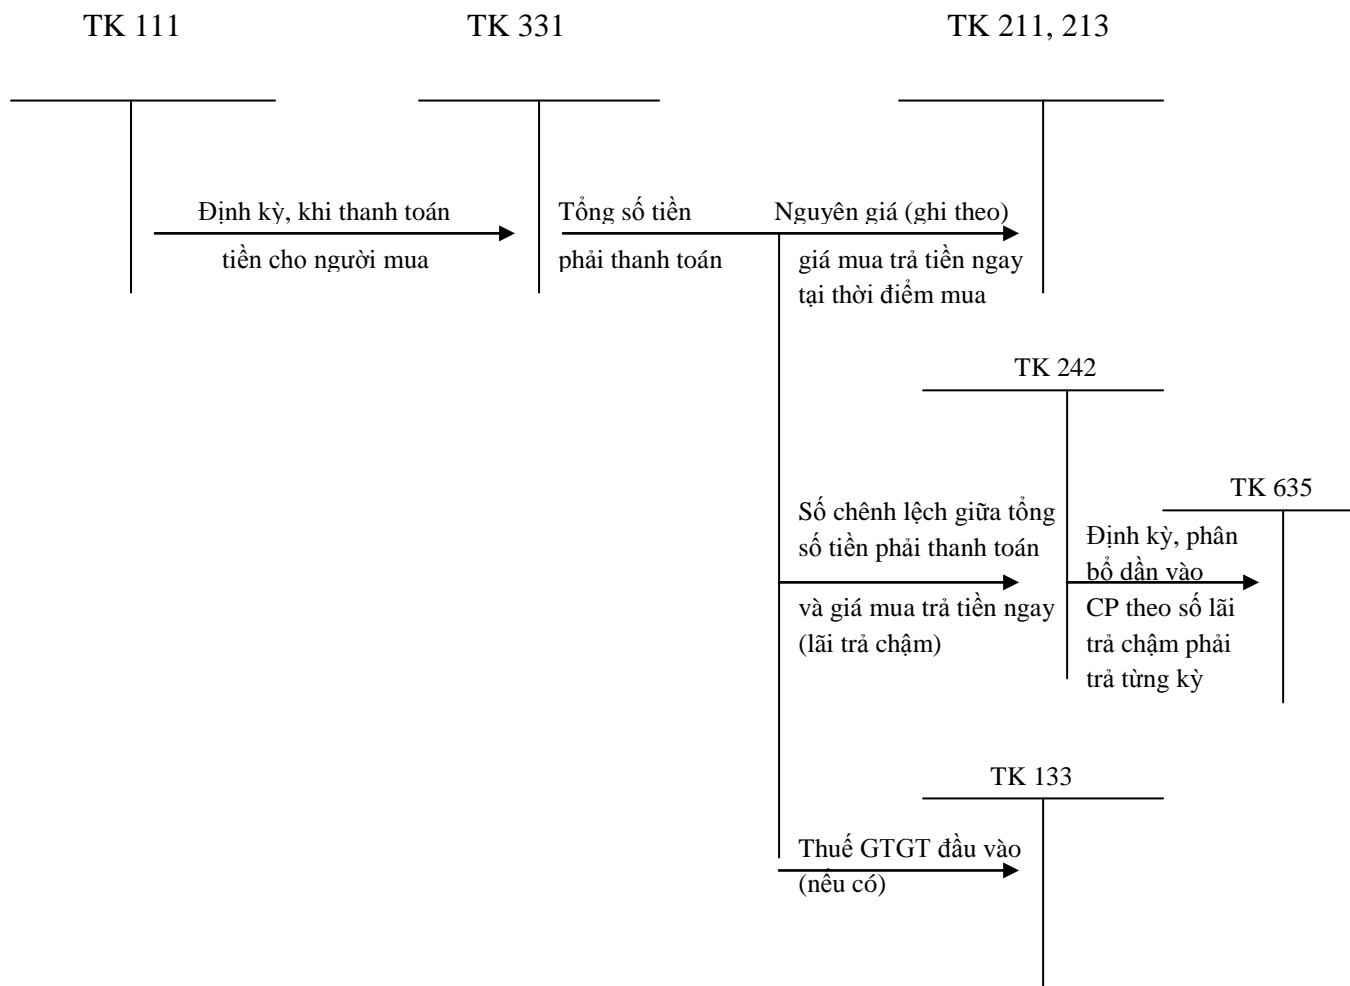 TK 111
TK 331
TK 211, 213
Định kỳ, khi thanh toán
tiền cho người mua
Tổng số tiền
phải thanh toán
Nguyên giá (ghi theo)
giá mua trả tiền ngay
tại thời điểm mua
TK 242
Số chênh lệch giữa tổng
số tiền phải thanh toán
và giá mua trả tiền ngay
(lãi trả chậm)
TK 635
Định kỳ, phân
bổ dần vào
CP theo số lãi
trả chậm phải
trả từng kỳ
TK 133
Thuế GTGT đầu vào
(nếu có)